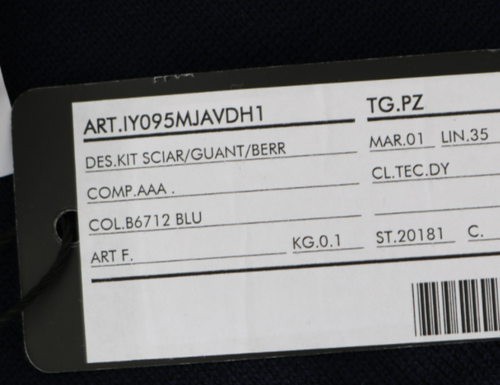 ART.IY095MJAVDH1 TG.PZ
DES.KIT SCIAR/GUANT/BERR MAR.01 LIN.35
COMP.AAA . CL.TEC.DY
COL.B6712 BLU
ART F. KG.0.1 ST.20181 C.